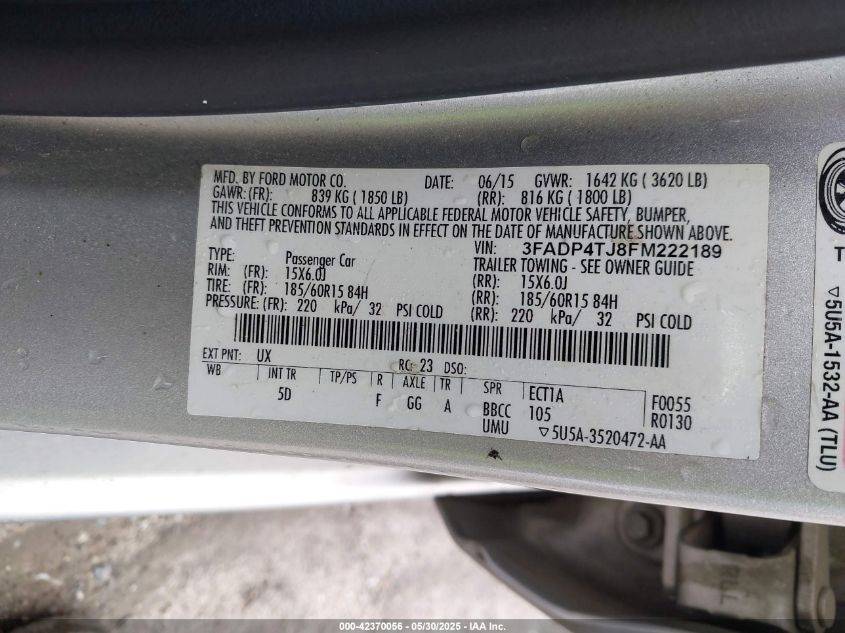 MFD. BY FORD MOTOR CO. DATE: 06/15 GVWR: 1642 KG ( 3620 LB)
GAWR: (FR): 839 KG ( 1850 LB) (RR): 816 KG ( 1800 LB)
THIS VEHICLE CONFORMS TO ALL APPLICABLE FEDERAL MOTOR VEHICLE SAFETY, BUMPER,
AND THEFT PREVENTION STANDARDS IN EFFECT ON THE DATE OF MANUFACTURE SHOWN ABOVE.
VIN: 3FADP4TJ8FM222189
TYPE: Passenger Car TRAILER TOWING - SEE OWNER GUIDE
RIM: (FR): 15X6.0J (RR): 15X6.0J
TIRE: (FR): 185/60R15 84H (RR): 185/60R15 84H
PRESSURE: (FR): 220 kPa/ 32 PSI COLD (RR): 220 kPa/ 32 PSI COLD
EXT PNT: UX RC: 23 DSO:
WB INT TR TP/PS R AXLE TR SPR ECT1A F0055
5D F GG A BBCC 105 R0130
UMU ▽5U5A-3520472-AA
▽5U5A-1532-AA (TLU)
000-42370056 - 05/30/2025 - IAA Inc.